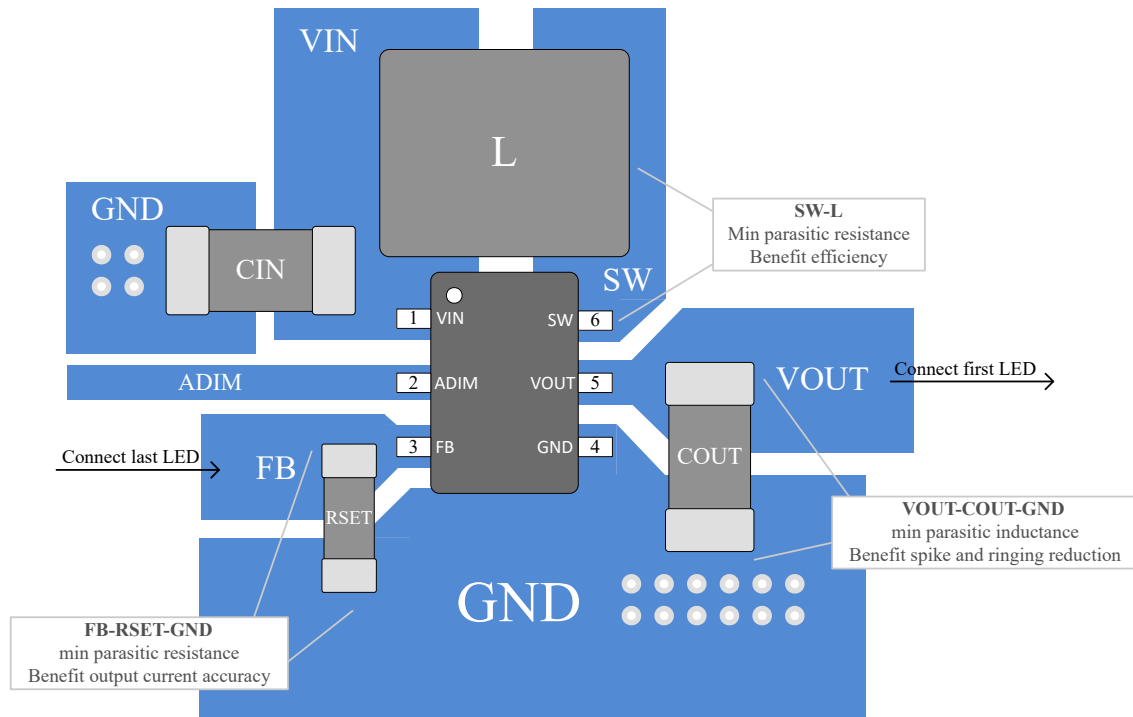 VIN
L
GND
CIN
SW
SW-L
Min parasitic resistance
Benefit efficiency
1
VIN
SW
6
ADIM
2
ADIM
VOUT
5
VOUT
Connect first LED
3
FB
GND
4
Connect last LED
FB
RSET
COUT
VOUT-COUT-GND
min parasitic inductance
Benefit spike and ringing reduction
GND
FB-RSET-GND
min parasitic resistance
Benefit output current accuracy